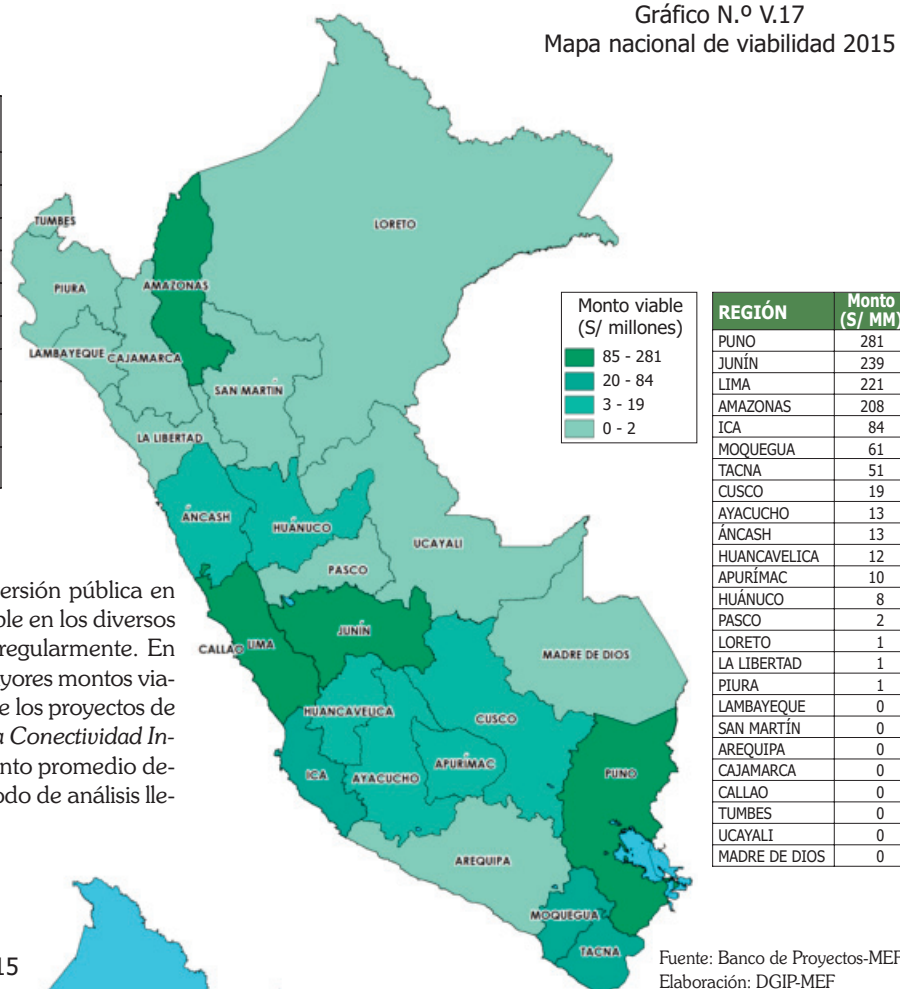 Gráfico N.º V.17
Mapa nacional de viabilidad 2015
TUMBES
LORETO
PIURA
AMAZONAS
LAMBAYEQUE
CAJAMARCA
SAN MARTÍN
LA LIBERTAD
ÁNCASH
HUÁNUCO
UCAYALI
PASCO
JUNÍN
CALLAO
LIMA
MADRE DE DIOS
HUANCAVELICA
CUSCO
ICA
AYACUCHO
APURÍMAC
PUNO
AREQUIPA
MOQUEGUA
TACNA
Monto viable
(S/ millones)
85 - 281
20 - 84
3 - 19
0 - 2
REGIÓN Monto (S/ MM)
PUNO 281
JUNÍN 239
LIMA 221
AMAZONAS 208
ICA 84
MOQUEGUA 61
TACNA 51
CUSCO 19
AYACUCHO 13
ÁNCASH 13
HUANCAVELICA 12
APURÍMAC 10
HUÁNUCO 8
PASCO 2
LORETO 1
LA LIBERTAD 1
PIURA 1
LAMBAYEQUE 0
SAN MARTÍN 0
AREQUIPA 0
CAJAMARCA 0
CALLAO 0
TUMBES 0
UCAYALI 0
MADRE DE DIOS 0
ersión pública en
ble en los diversos
regularmente. En
yores montos via-
e los proyectos de
a Conectividad In-
nto promedio de-
odo de análisis lle-
15
Fuente: Banco de Proyectos-MEF
Elaboración: DGIP-MEF